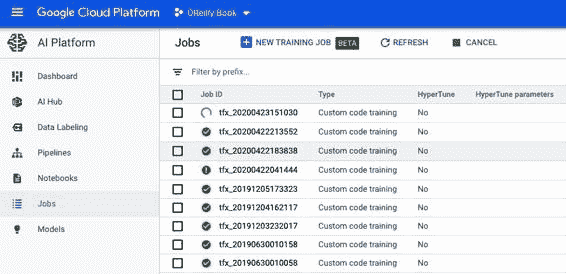 Google Cloud Platform OReilly Book
AI Platform
Jobs NEW TRAINING JOB BETA REFRESH CANCEL
Dashboard
AI Hub
Data Labeling
Pipelines
Notebooks
Jobs
Models
Filter by prefix...
Job ID Type HyperTune HyperTune parameters
tfx_20200423151030 Custom code training No
tfx_20200422213552 Custom code training No
tfx_20200422183838 Custom code training No
tfx_20200422041444 Custom code training No
tfx_20191205173323 Custom code training No
tfx_20191204162117 Custom code training No
tfx_20191203232017 Custom code training No
tfx_20190630010158 Custom code training No
tfx_20190630010058 Custom code training No